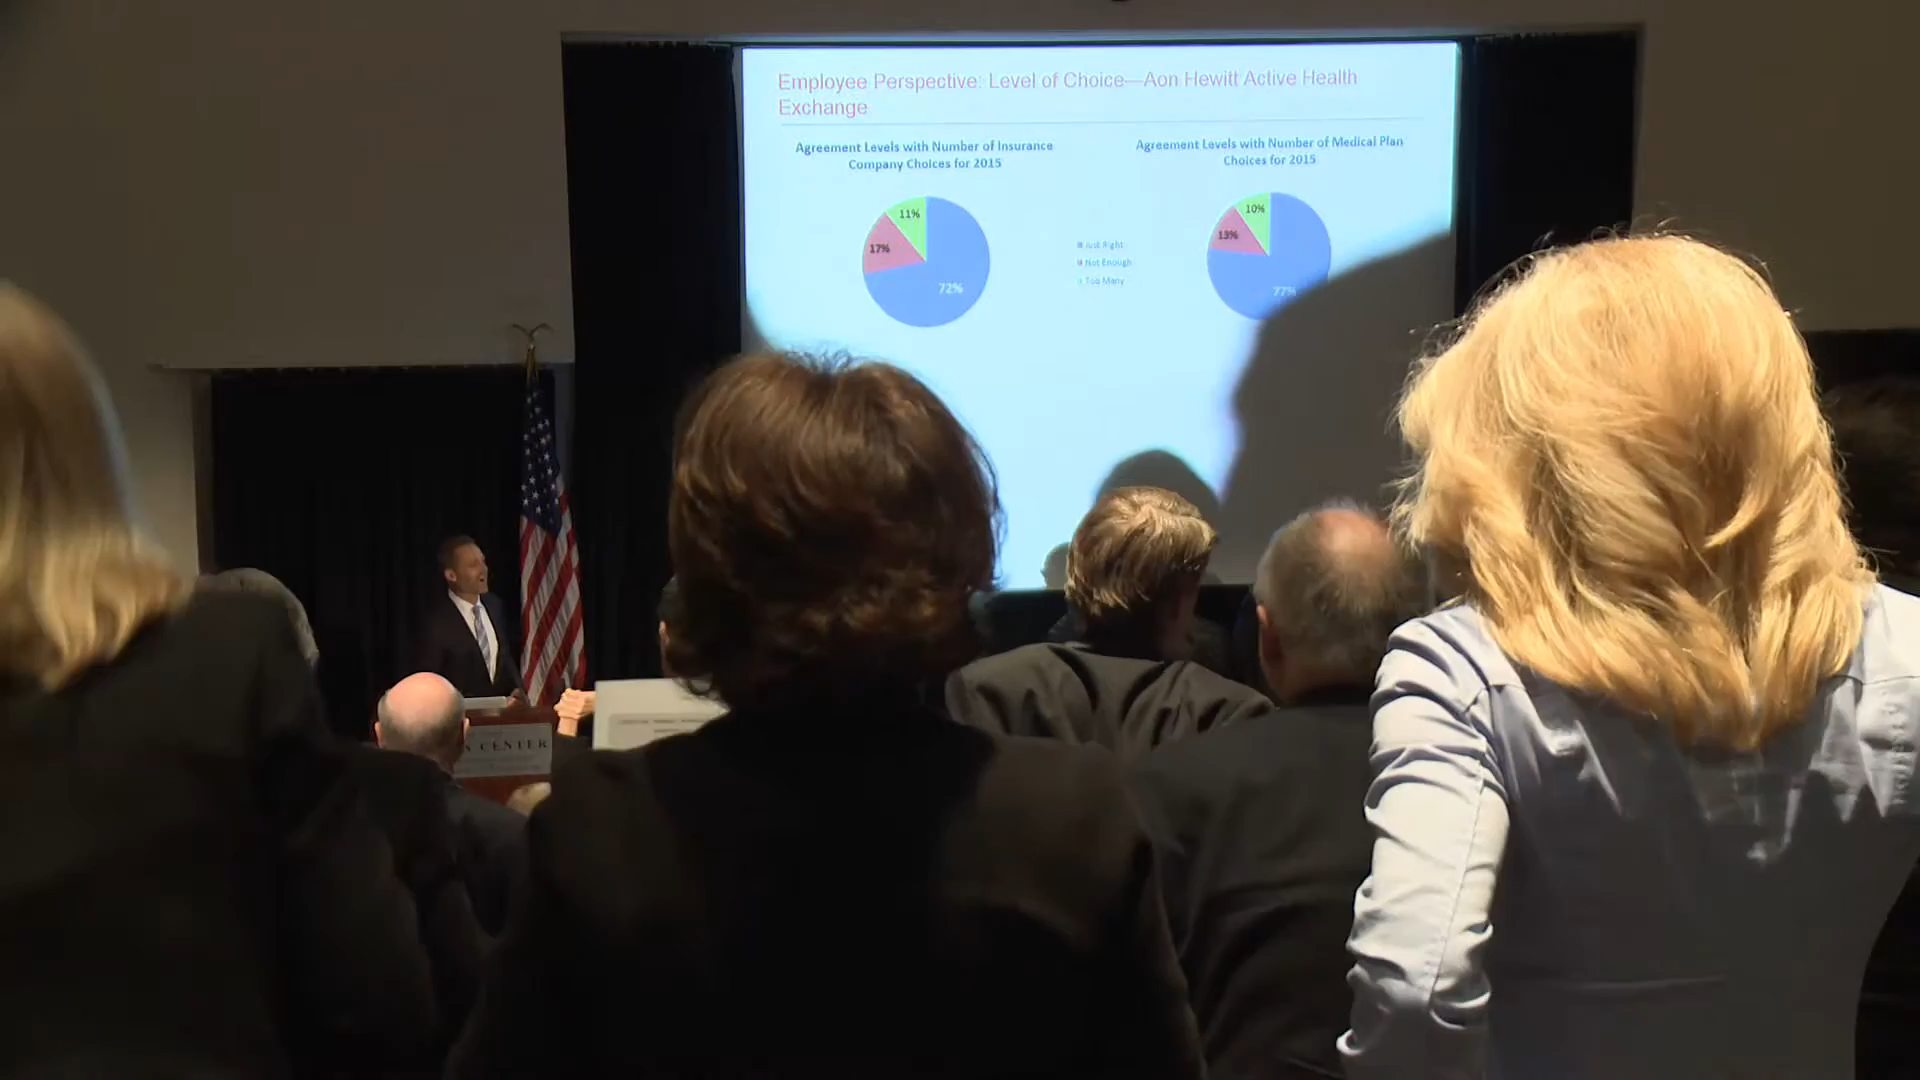 Employee Perspective: Level of Choice—Aon Hewitt Active Health
Exchange
Agreement Levels with Number of Insurance
Company Choices for 2015
11%
17%
72%
Just Right
Not Enough
Too Many
Agreement Levels with Number of Medical Plan
Choices for 2015
10%
13%
77%
CENTER